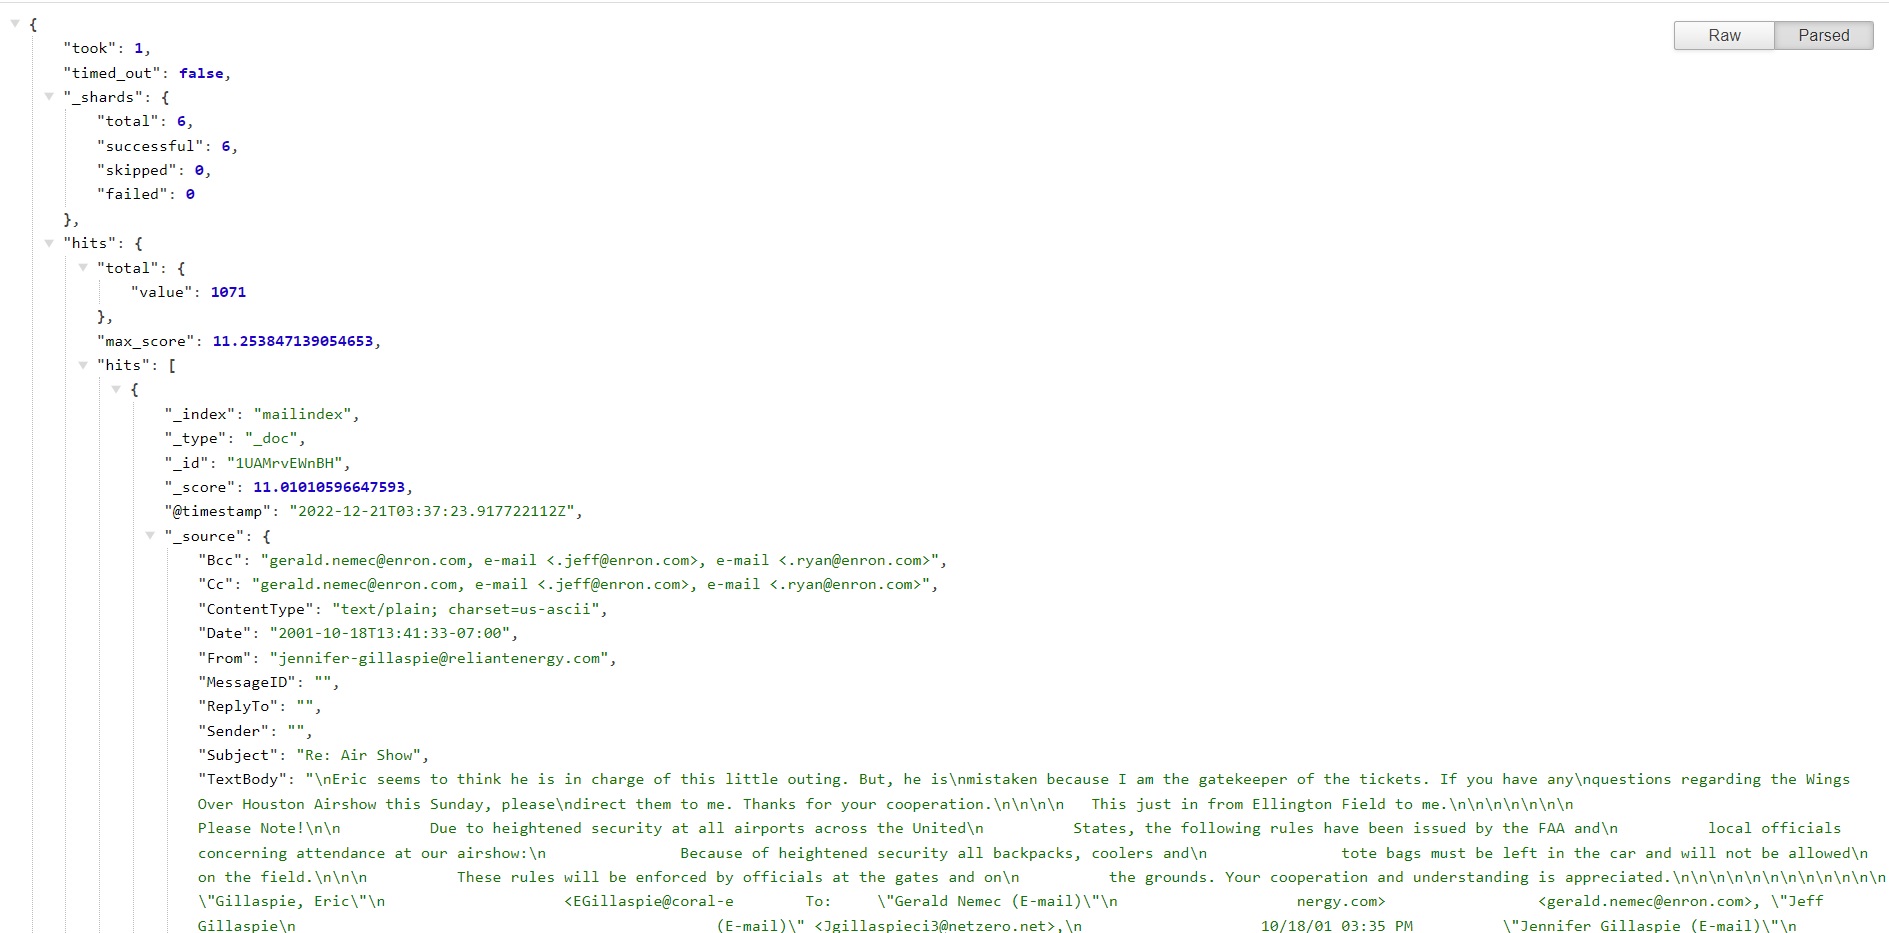 {
Raw Parsed
"took": 1,
"timed_out": false,
"_shards": {
"total": 6,
"successful": 6,
"skipped": 0,
"failed": 0
},
"hits": {
"total": {
"value": 1071
},
"max_score": 11.253847139054653,
"hits": [
{
"_index": "mailindex",
"_type": "_doc",
"_id": "1UAMrvEWnBH",
"_score": 11.01010596647593,
"@timestamp": "2022-12-21T03:37:23.917722112Z",
"_source": {
"Bcc": "gerald.nemec@enron.com, e-mail <.jeff@enron.com>, e-mail <.ryan@enron.com>",
"Cc": "gerald.nemec@enron.com, e-mail <.jeff@enron.com>, e-mail <.ryan@enron.com>",
"ContentType": "text/plain; charset=us-ascii",
"Date": "2001-10-18T13:41:33-07:00",
"From": "jennifer-gillaspie@reliantenergy.com",
"MessageID": "",
"ReplyTo": "",
"Sender": "",
"Subject": "Re: Air Show",
"TextBody": "\nEric seems to think he is in charge of this little outing. But, he is\nmistaken because I am the gatekeeper of the tickets. If you have any\nquestions regarding the Wings
Over Houston Airshow this Sunday, please\ndirect them to me. Thanks for your cooperation.\n\n\n\n   This just in from Ellington Field to me.\n\n\n\n\n\n\n
Please Note!\n\n          Due to heightened security at all airports across the United\n          States, the following rules have been issued by the FAA and\n          local officials
concerning attendance at our airshow:\n               Because of heightened security all backpacks, coolers and\n               tote bags must be left in the car and will not be allowed\n
on the field.\n\n\n          These rules will be enforced by officials at the gates and on\n          the grounds. Your cooperation and understanding is appreciated.\n\n\n\n\n\n\n\n\n\n\n\n
\"Gillaspie, Eric\"\n                    <EGillaspie@coral-e        To:     \"Gerald Nemec (E-mail)\"\n                    nergy.com>                 <gerald.nemec@enron.com>, \"Jeff
Gillaspie\n                                               (E-mail)\" <Jgillaspieci3@netzero.net>,\n                    10/18/01 03:35 PM          \"Jennifer Gillaspie (E-mail)\"\n